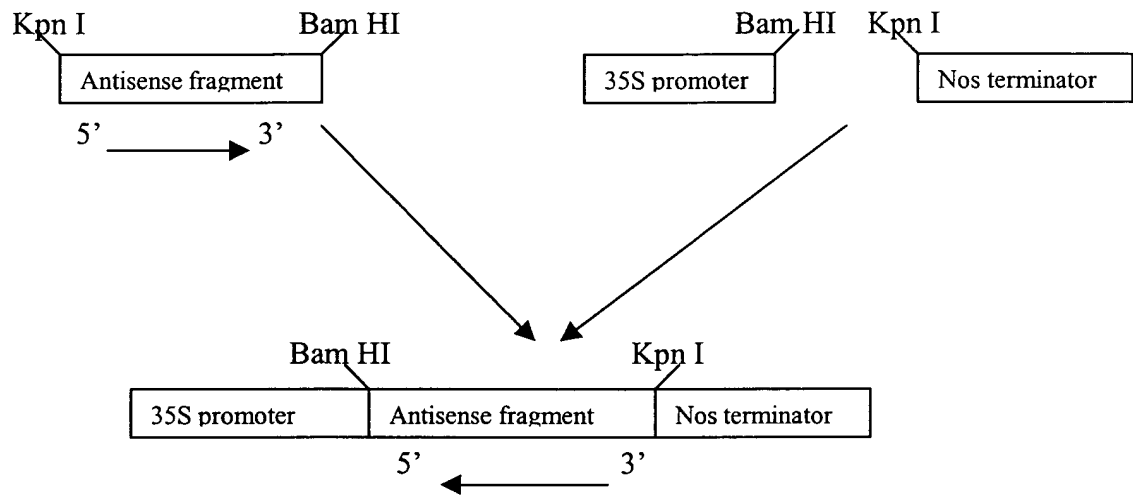 Kpn I
Bam HI
Antisense fragment
5’ 3’
Bam HI Kpn I
35S promoter
Nos terminator
Bam HI
Kpn I
35S promoter
Antisense fragment
Nos terminator
5’ 3’